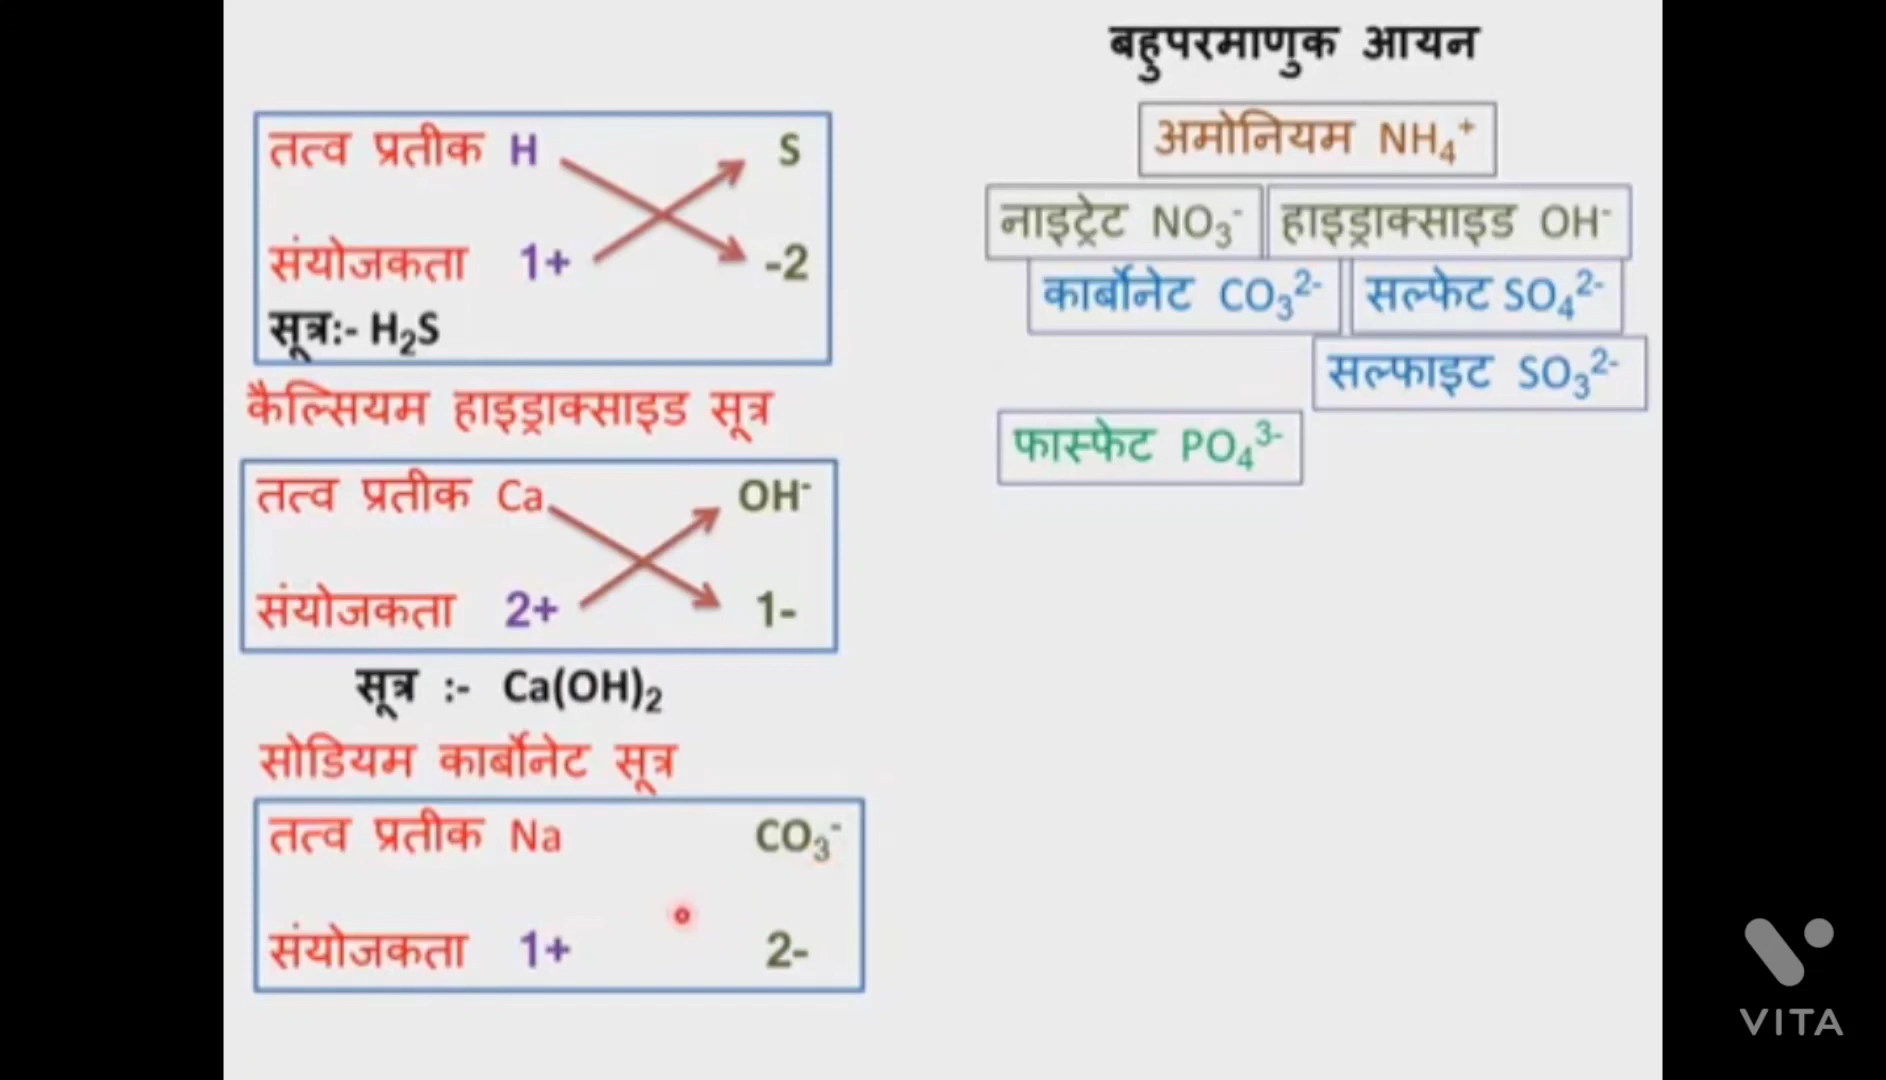 तत्व प्रतीक H S
संयोजकता 1+ -2
सूत्र:- H₂S
कैल्सियम हाइड्राक्साइड सूत्र
तत्व प्रतीक Ca OH⁻
संयोजकता 2+ 1-
सूत्र :- Ca(OH)₂
सोडियम कार्बोनेट सूत्र
तत्व प्रतीक Na CO₃⁻
संयोजकता 1+ 2-
बहुपरमाणुक आयन
अमोनियम NH₄⁺
नाइट्रेट NO₃⁻ हाइड्राक्साइड OH⁻
कार्बोनेट CO₃²⁻ सल्फेट SO₄²⁻
सल्फाइट SO₃²⁻
फास्फेट PO₄³⁻
VITA